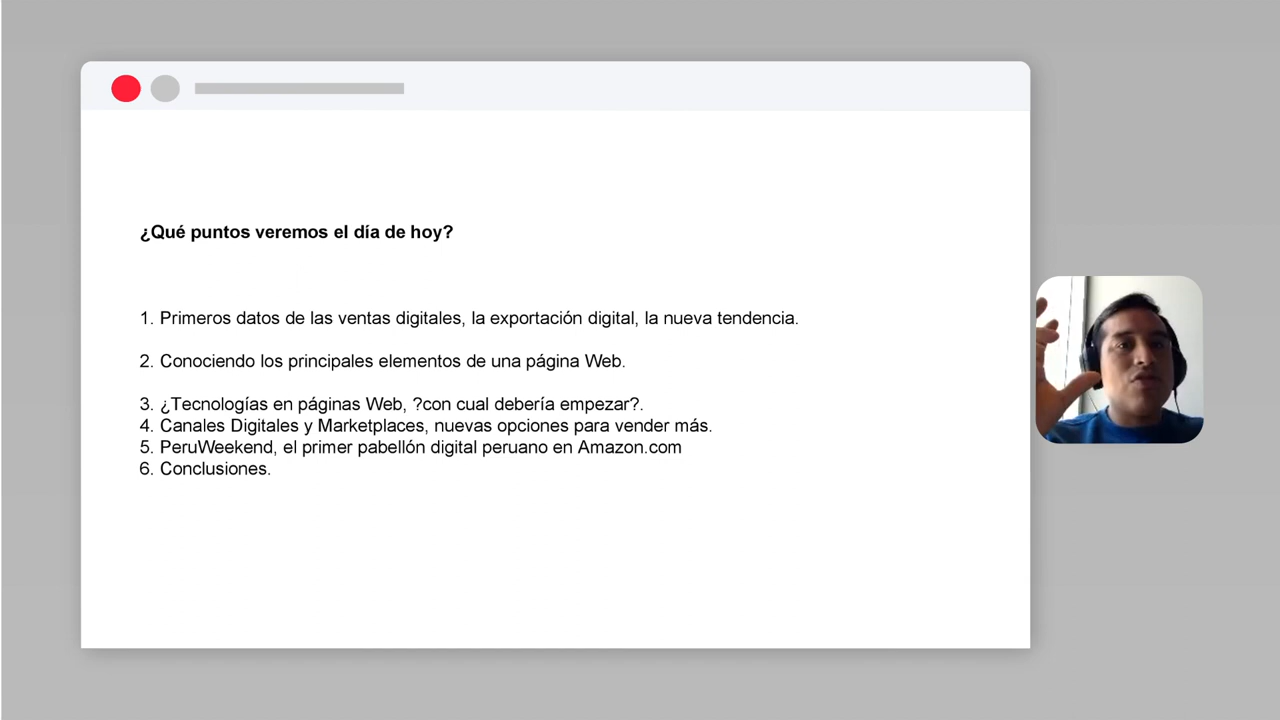 ¿Qué puntos veremos el día de hoy?
1. Primeros datos de las ventas digitales, la exportación digital, la nueva tendencia.
2. Conociendo los principales elementos de una página Web.
3. ¿Tecnologías en páginas Web, ?con cual debería empezar?.
4. Canales Digitales y Marketplaces, nuevas opciones para vender más.
5. PeruWeekend, el primer pabellón digital peruano en Amazon.com
6. Conclusiones.